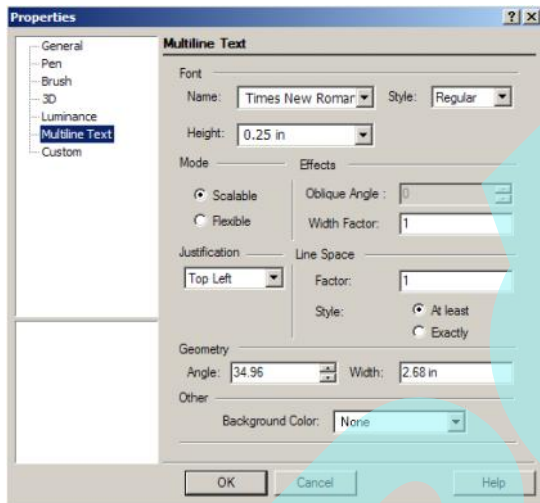 Properties
General
Pen
Brush
3D
Luminance
Multiline Text
Custom
Multiline Text
Font
Name: Times New Romar Style: Regular
Height: 0.25 in
Mode Effects
Scalable Oblique Angle : 0
Flexible Width Factor: 1
Justification Line Space
Top Left Factor: 1
Style: At least
Exactly
Geometry
Angle: 34.96 Width: 2.68 in
Other
Background Color: None
OK Cancel Help